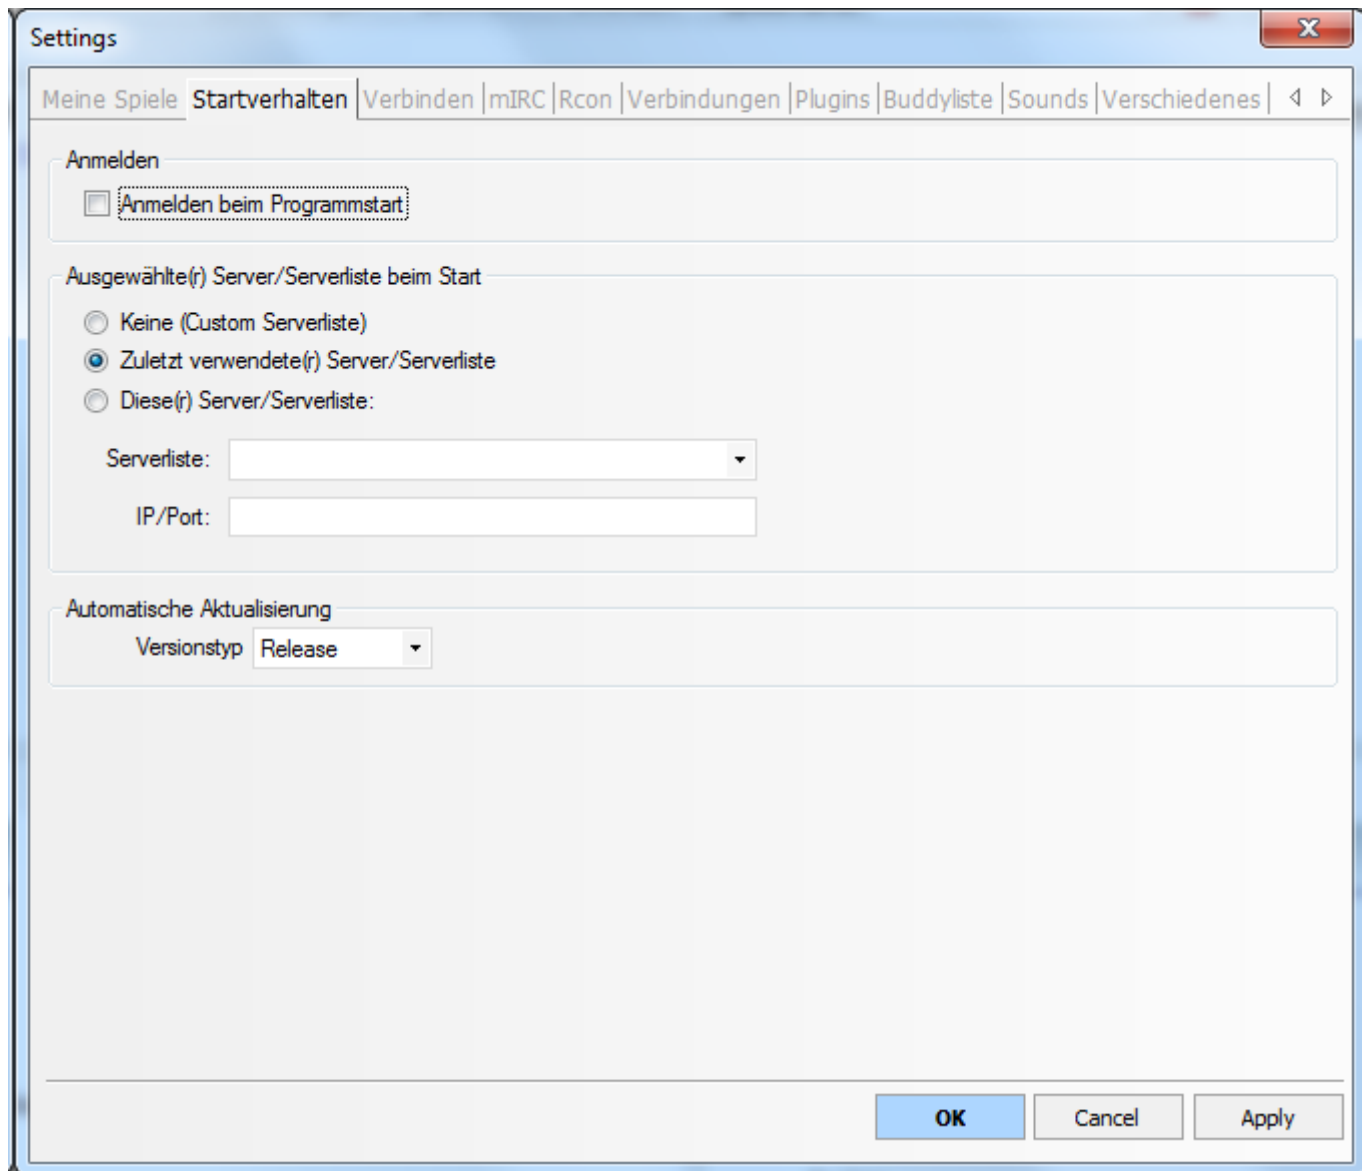 Settings
Meine Spiele Startverhalten Verbinden mIRC Rcon Verbindungen Plugins Buddyliste Sounds Verschiedenes
Anmelden
Anmelden beim Programmstart
Ausgewählte(r) Server/Serverliste beim Start
Keine (Custom Serverliste)
Zuletzt verwendete(r) Server/Serverliste
Diese(r) Server/Serverliste:
Serverliste:
IP/Port:
Automatische Aktualisierung
Versionstyp Release
OK Cancel Apply